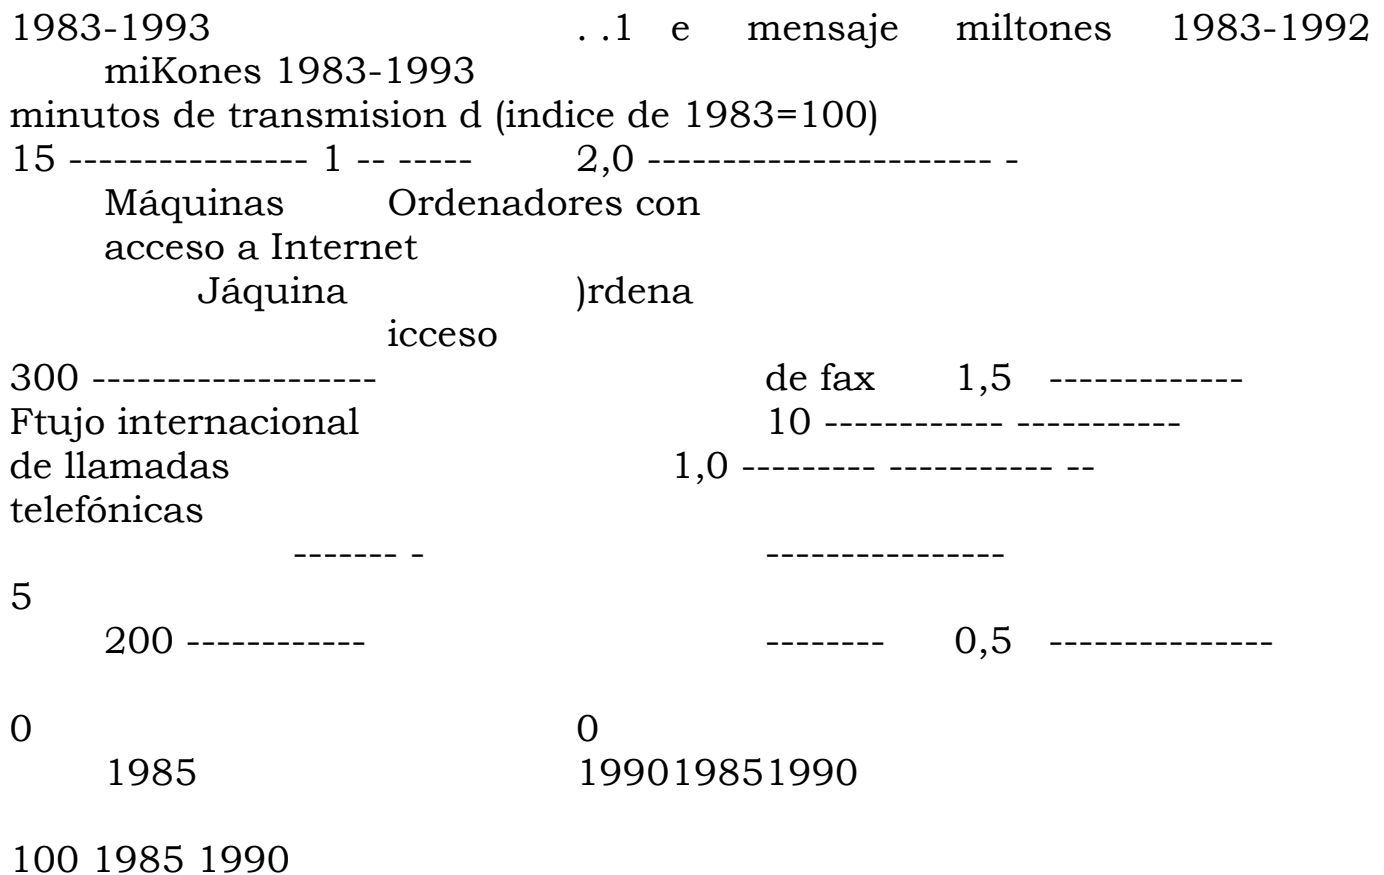 1983-1993 . .1 e mensaje miltones 1983-1992
miKones 1983-1993
minutos de transmision d (indice de 1983=100)
15 ---------------- 1 -- ----- 2,0 ----------------------- -
Máquinas Ordenadores con
acceso a Internet
Jáquina )rdena
icceso
300 ------------------- de fax 1,5 -------------
Ftujo internacional 10 ------------ -----------
de llamadas 1,0 --------- ----------- --
telefónicas
------- - ----------------
5
200 ------------ -------- 0,5 ---------------
0 0
1985 199019851990
100 1985 1990